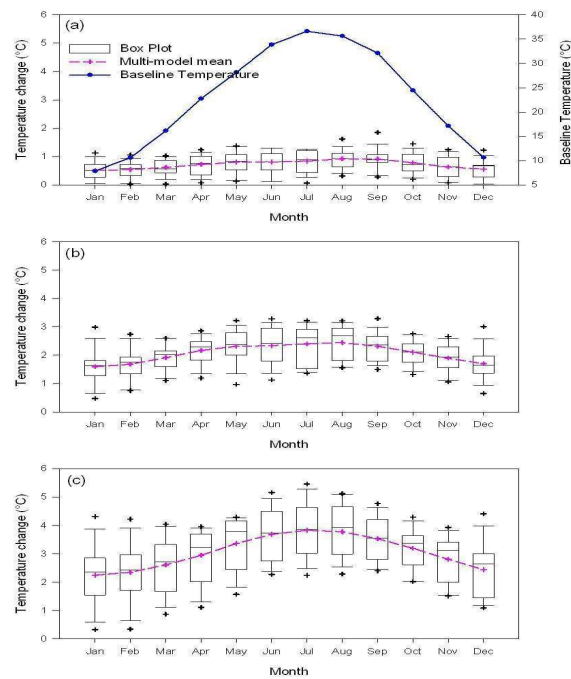 (a)
Box Plot
Multi-model mean
Baseline Temperature
Temperature change (°C)
6
5
4
3
2
1
0
Baseline Temperature (°C)
40
35
30
25
20
15
10
5
Jan Feb Mar Apr May Jun Jul Aug Sep Oct Nov Dec
Month
(b)
Temperature change (°C)
6
5
4
3
2
1
0
Jan Feb Mar Apr May Jun Jul Aug Sep Oct Nov Dec
Month
(c)
Temperature change (°C)
6
5
4
3
2
1
0
Jan Feb Mar Apr May Jun Jul Aug Sep Oct Nov Dec
Month